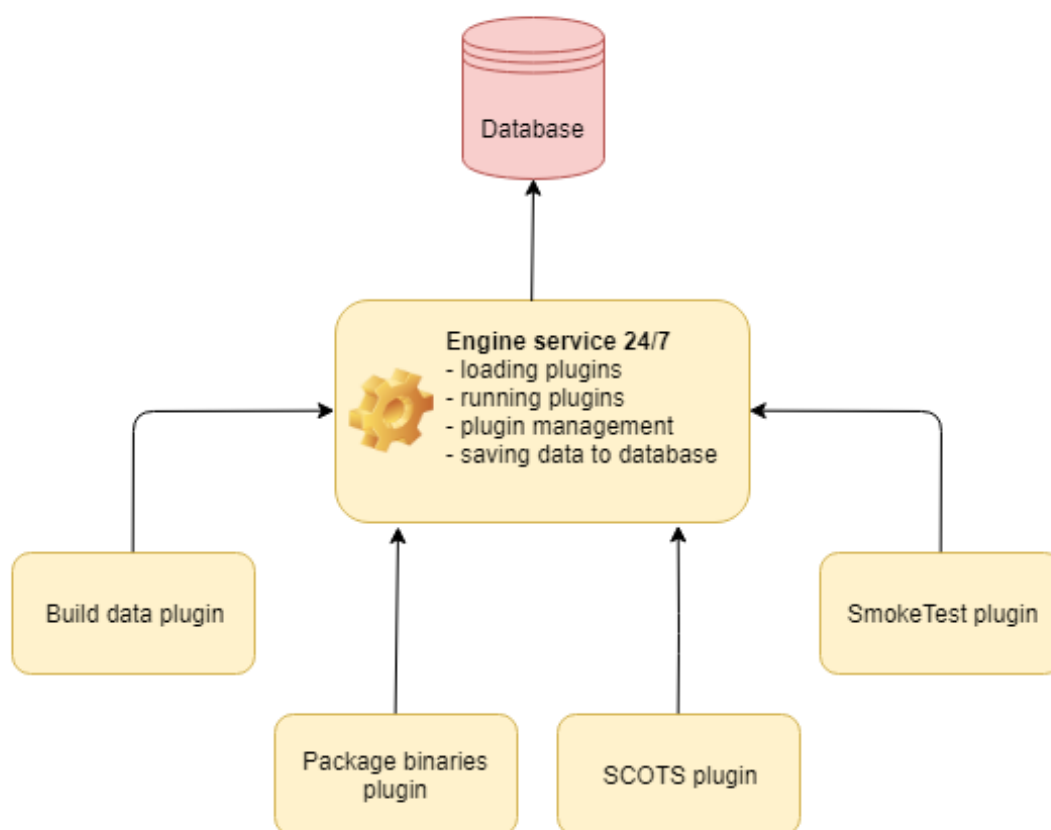 Database
Engine service 24/7
- loading plugins
- running plugins
- plugin management
- saving data to database
Build data plugin
SmokeTest plugin
Package binaries
plugin
SCOTS plugin